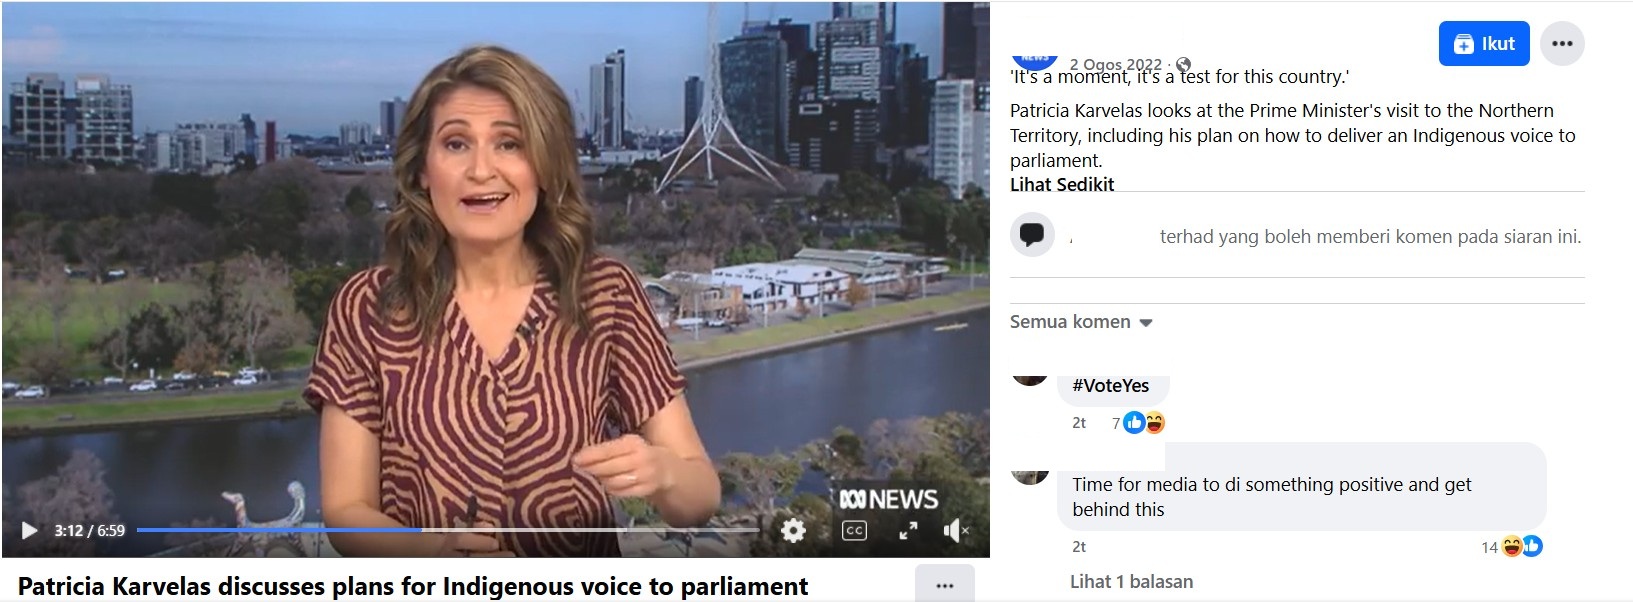 NEWS
3:12 / 6:59
CC
Patricia Karvelas discusses plans for Indigenous voice to parliament
NEWS
2 Ogos 2022 ·
Ikut
'It's a moment, it's a test for this country.'
Patricia Karvelas looks at the Prime Minister's visit to the Northern
Territory, including his plan on how to deliver an Indigenous voice to
parliament.
Lihat Sedikit
terhad yang boleh memberi komen pada siaran ini.
Semua komen
#VoteYes
2t 7
Time for media to di something positive and get
behind this
2t 14
Lihat 1 balasan